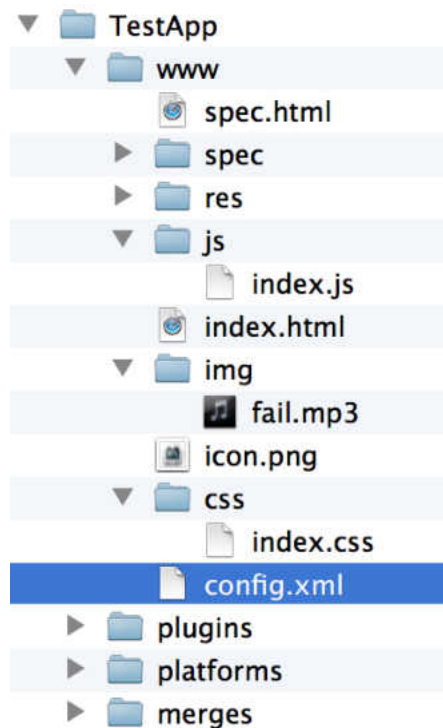 TestApp
www
spec.html
spec
res
js
index.js
index.html
img
fail.mp3
icon.png
css
index.css
config.xml
plugins
platforms
merges